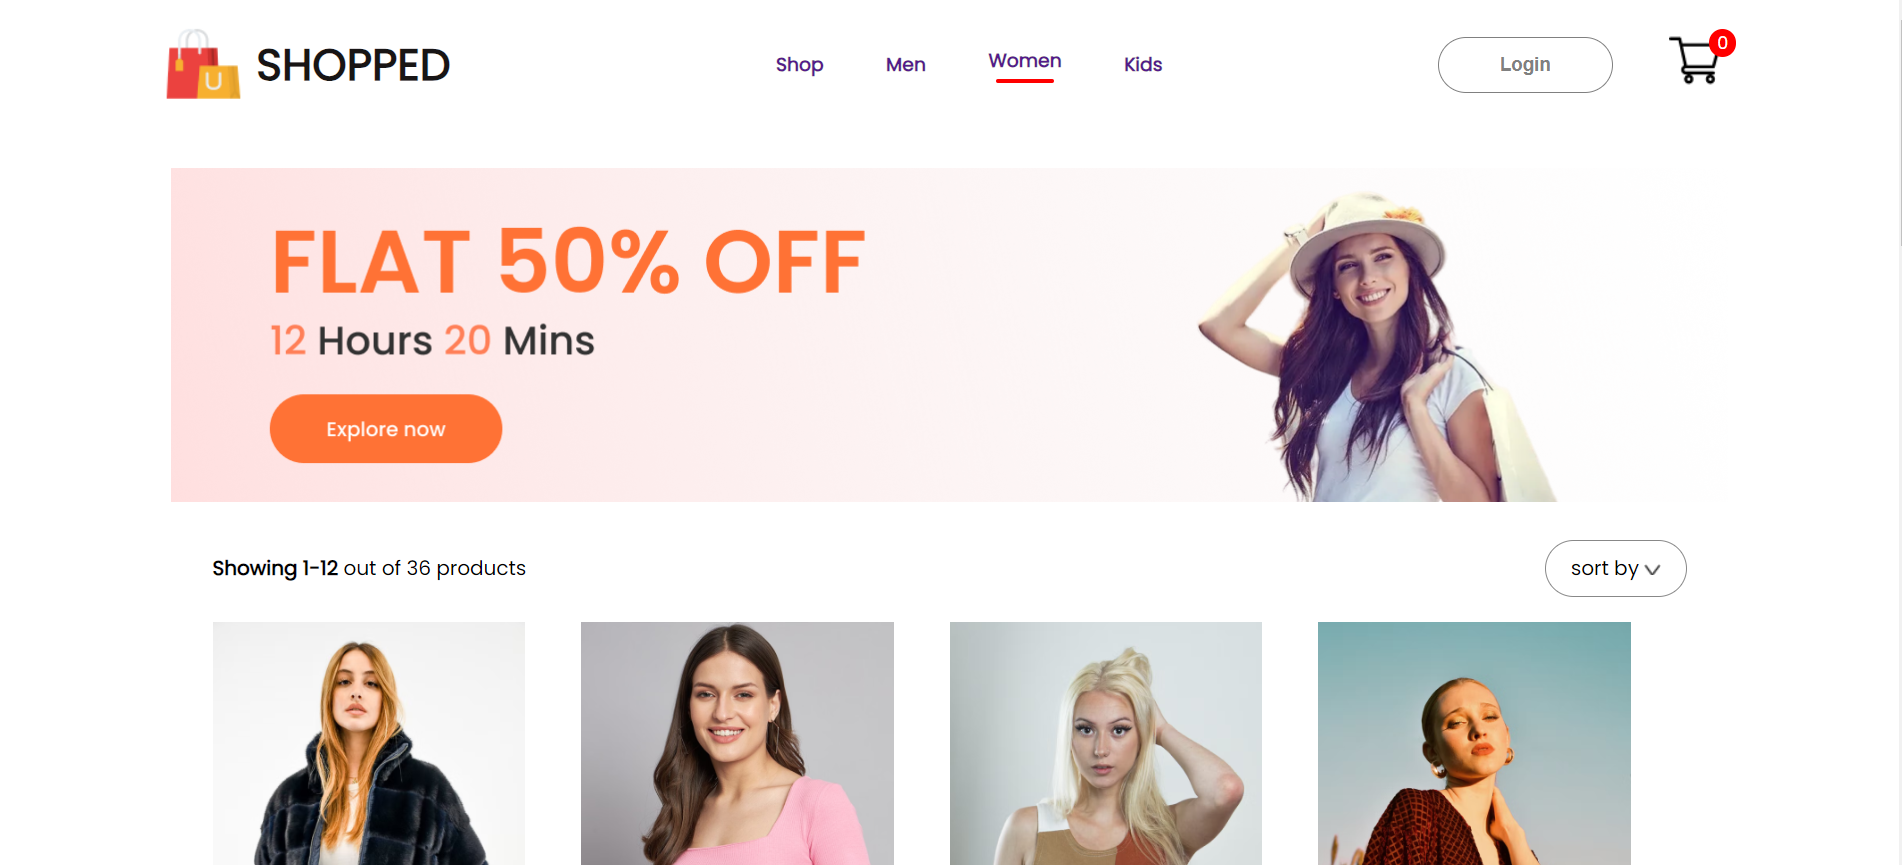 U
SHOPPED
Shop
Men
Women
Kids
Login
0
FLAT 50% OFF
12 Hours 20 Mins
Explore now
Showing 1-12 out of 36 products
sort by